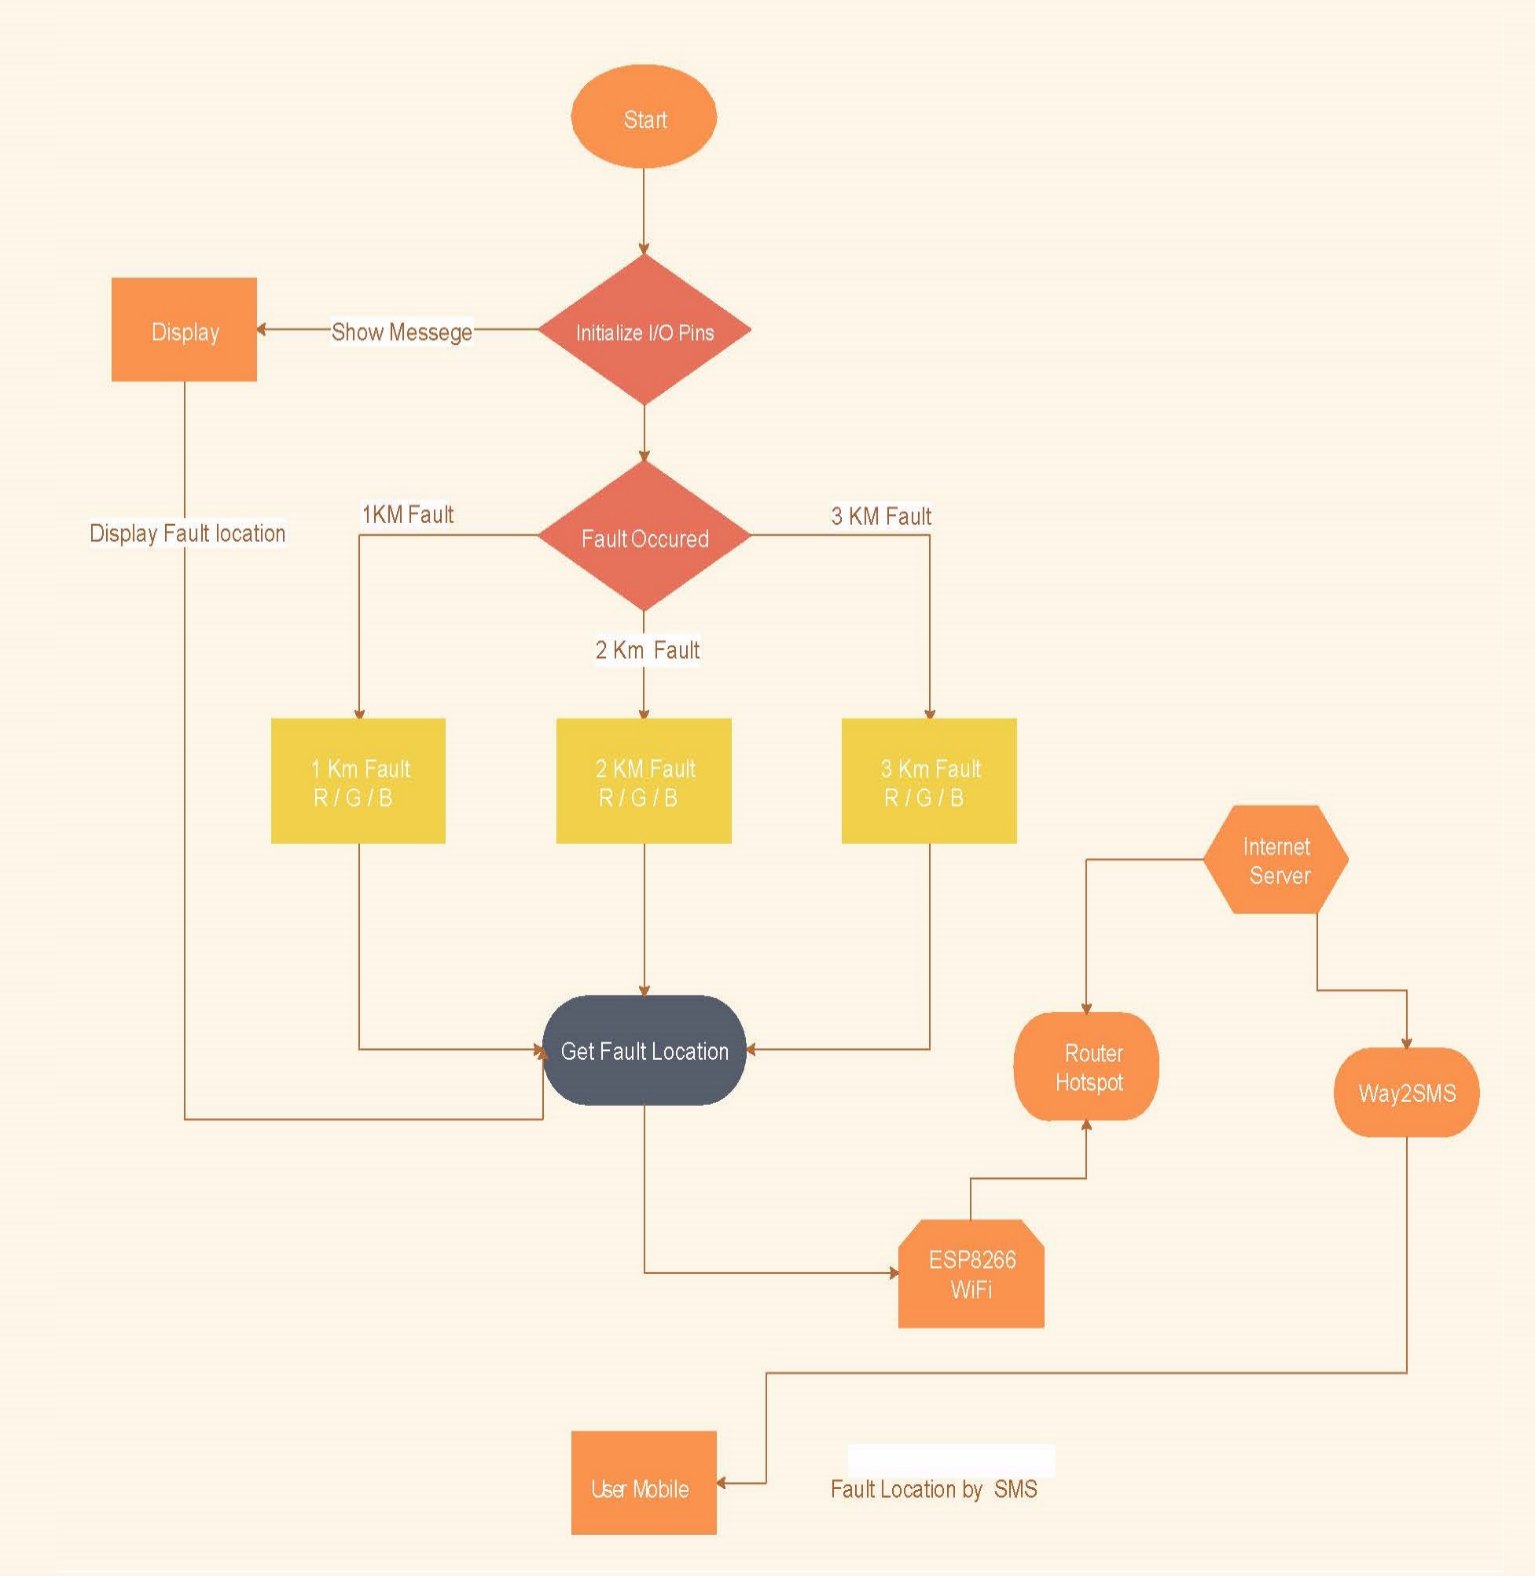 Start
Display
Show Messege
Initialize I/O Pins
1KM Fault
3 KM Fault
Display Fault location
Fault Occured
2 Km Fault
1 Km Fault
R / G / B
2 KM Fault
R / G / B
3 Km Fault
R / G / B
Internet
Server
Get Fault Location
Router
Hotspot
Way2SMS
ESP8266
WiFi
User Mobile
Fault Location by SMS